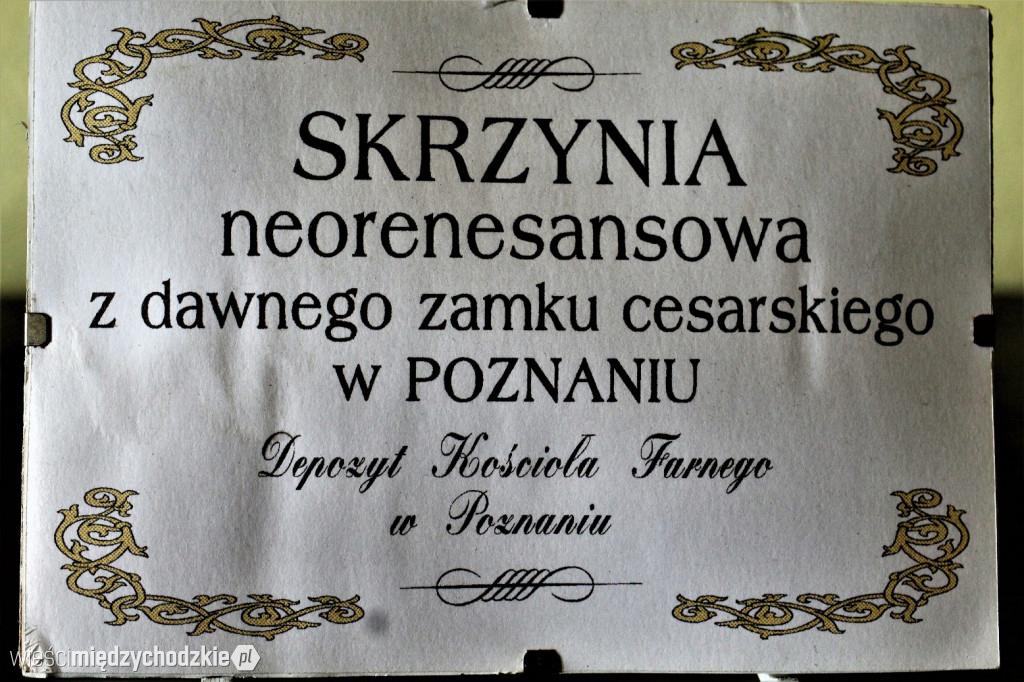 SKRZYNIA
neorenesansowa
z dawnego zamku cesarskiego
w POZNANIU
Depozyt Kościoła Farnego
w Poznaniu
wieścimiędzychodzkie.pl